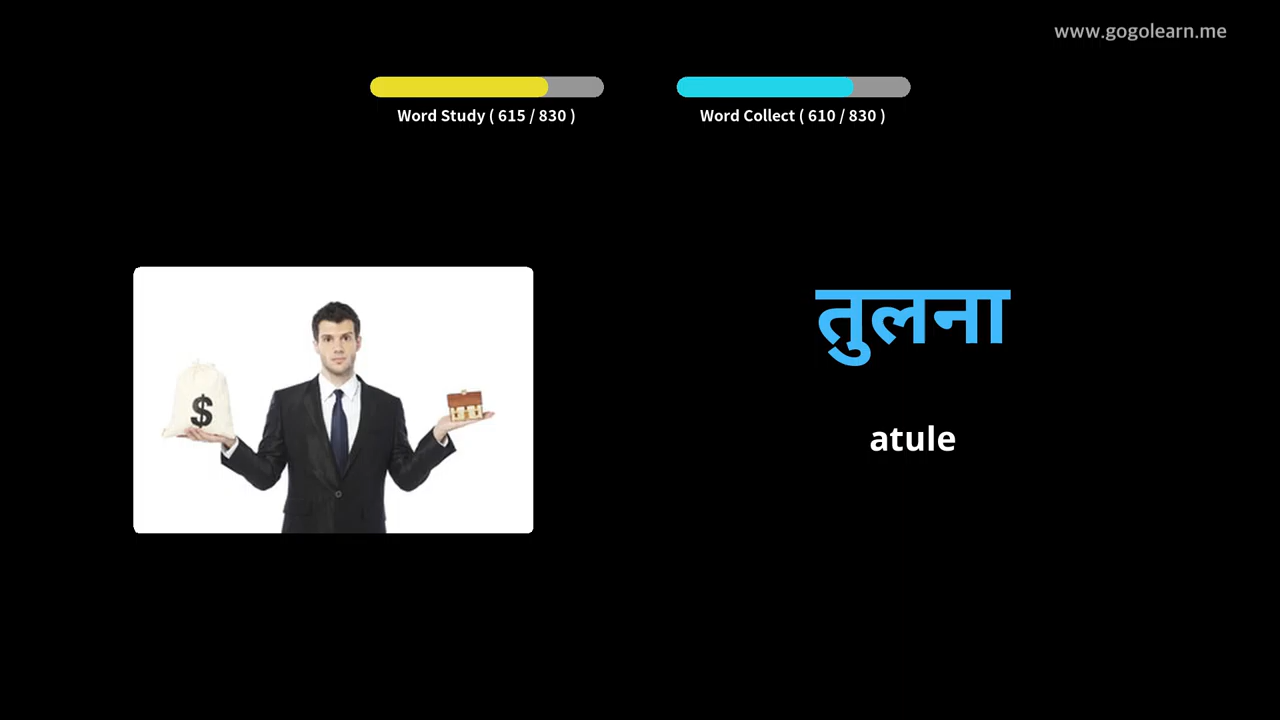 www.gogolearn.me
Word Study ( 615 / 830 )
Word Collect ( 610 / 830 )
$
तुलना
atule